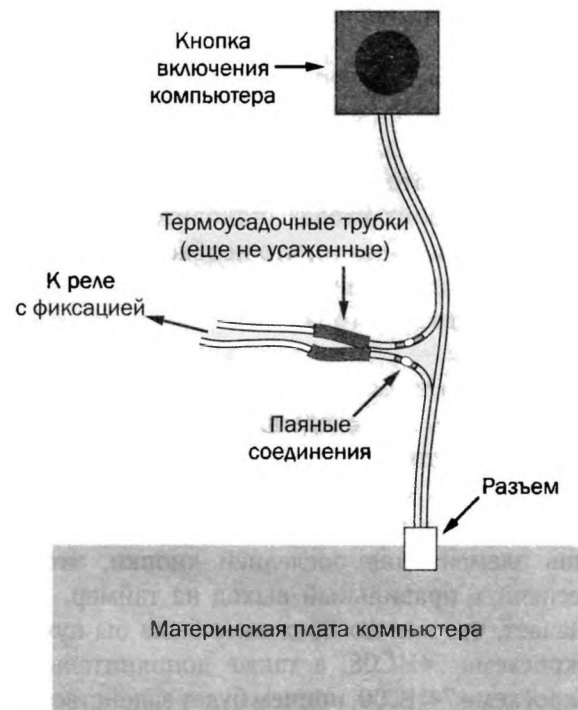 Кнопка
включения
компьютера
Термоусадочные трубки
(еще не усаженные)
К реле
с фиксацией
Паяные
соединения
Разъем
Материнская плата компьютера